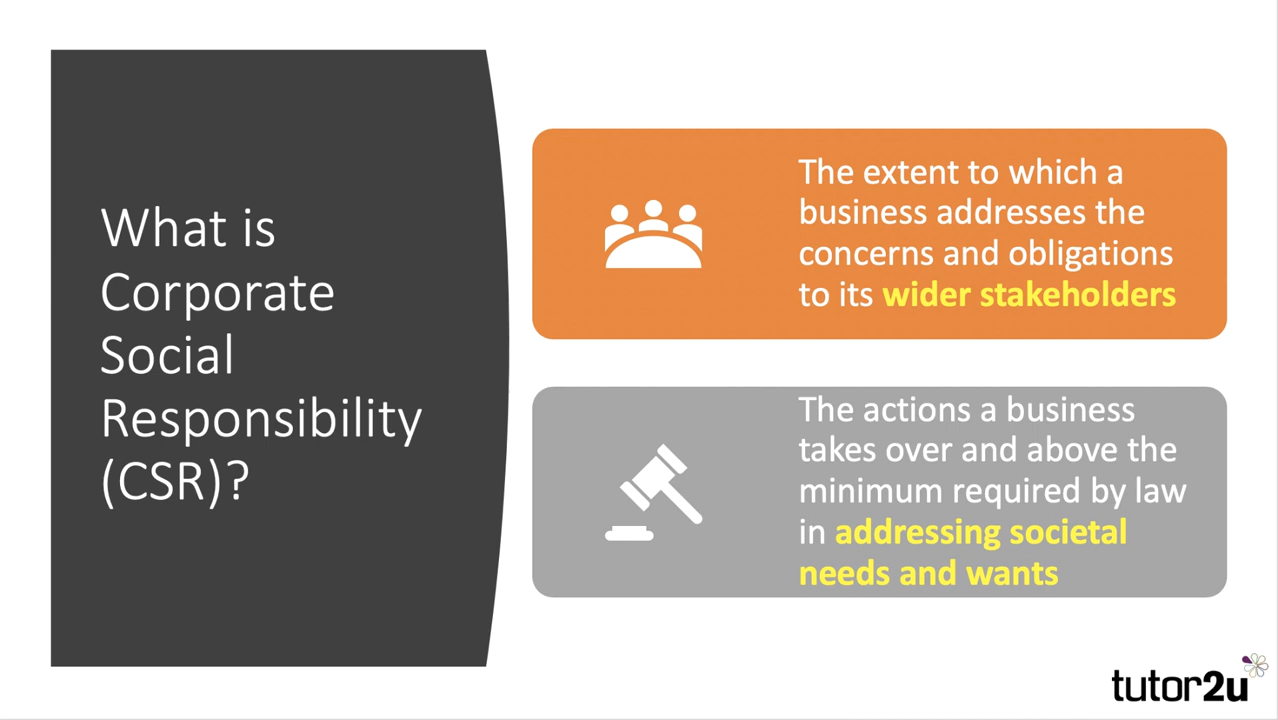 What is
Corporate
Social
Responsibility
(CSR)?
The extent to which a
business addresses the
concerns and obligations
to its wider stakeholders
The actions a business
takes over and above the
minimum required by law
in addressing societal
needs and wants
tutor2u